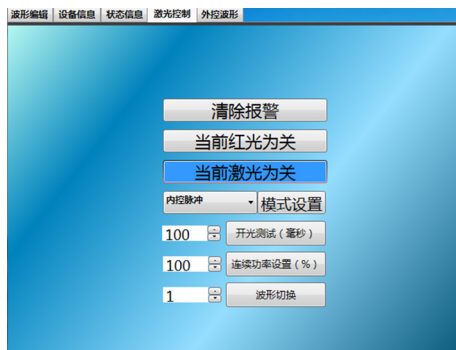 波形编辑 设备信息 状态信息 激光控制 外控波形
清除报警
当前红光为关
当前激光为关
内控脉冲 模式设置
100 开光测试（毫秒）
100 连续功率设置（%）
1 波形切换